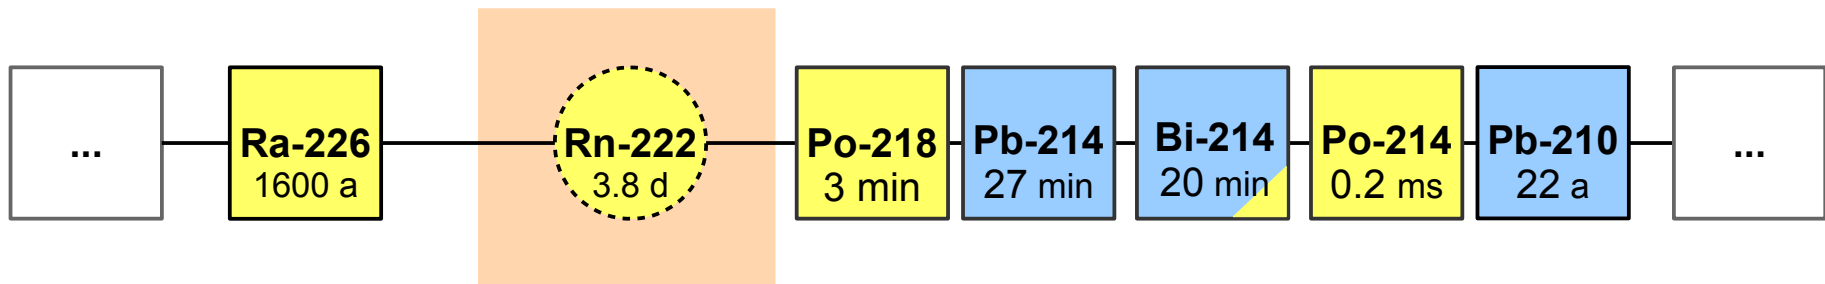 ...
Ra-226
1600 a
Rn-222
3.8 d
Po-218
3 min
Pb-214
27 min
Bi-214
20 min
Po-214
0.2 ms
Pb-210
22 a
...